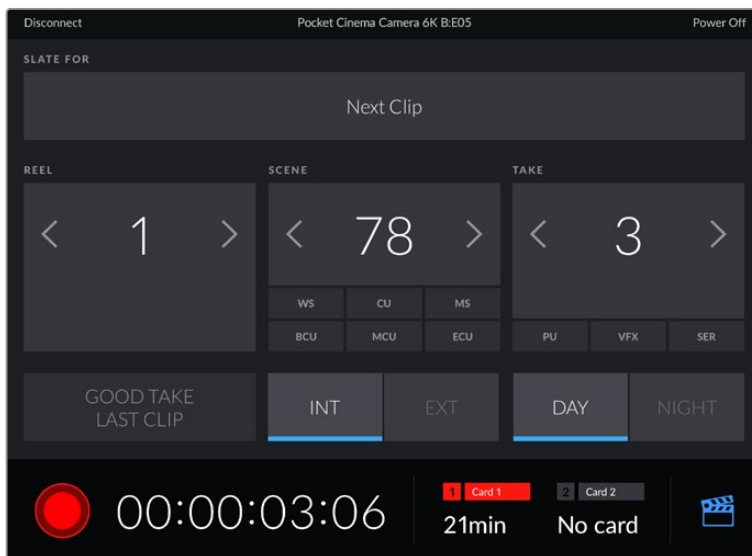 Disconnect Pocket Cinema Camera 6K B:E05 Power Off
SLATE FOR
Next Clip
REEL SCENE TAKE
< 1 > < 78 > < 3 >
WS CU MS
BCU MCU ECU PU VFX SER
GOOD TAKE
LAST CLIP
INT EXT DAY NIGHT
1 Card 1 2 Card 2
00:00:03:06 21min No card